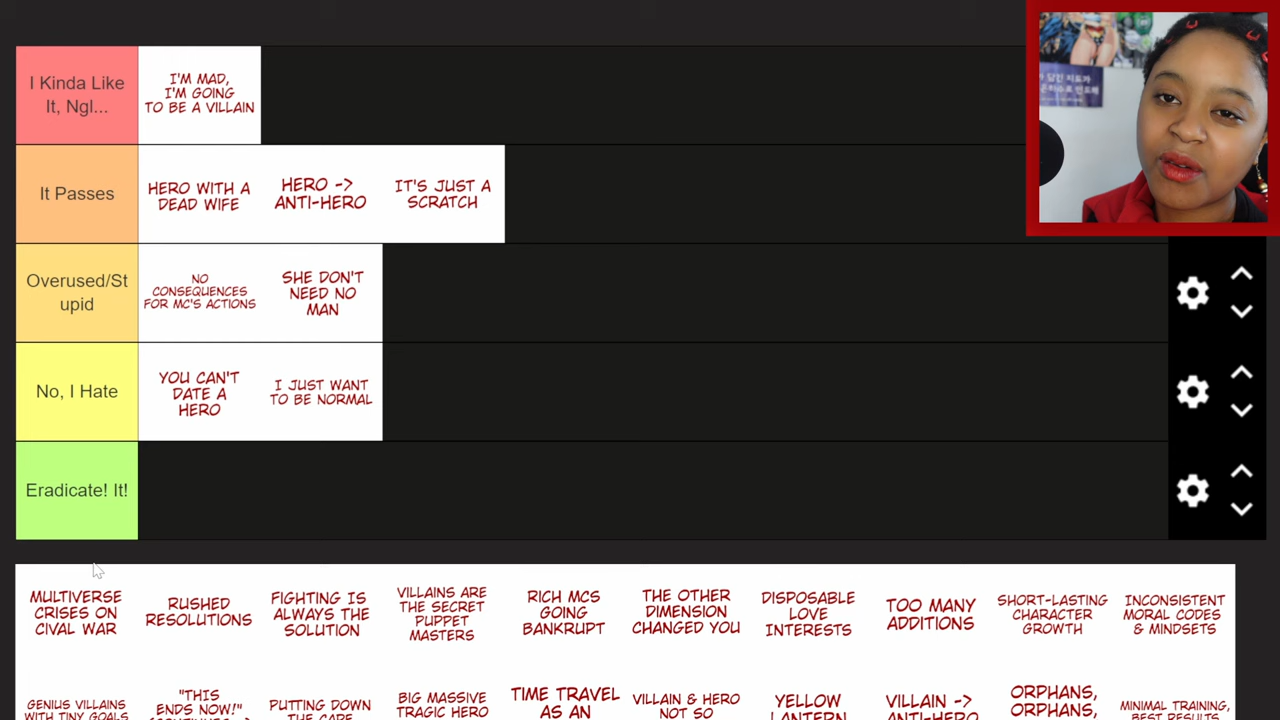 I Kinda Like
It, Ngl...
I'M MAD,
I'M GOING
TO BE A VILLAIN
It Passes
HERO WITH A
DEAD WIFE
HERO ->
ANTI-HERO
IT'S JUST A
SCRATCH
Overused/St
upid
NO
CONSEQUENCES
FOR MC'S ACTIONS
SHE DON'T
NEED NO
MAN
No, I Hate
YOU CAN'T
DATE A
HERO
I JUST WANT
TO BE NORMAL
Eradicate! It!
MULTIVERSE
CRISES ON
CIVAL WAR
RUSHED
RESOLUTIONS
FIGHTING IS
ALWAYS THE
SOLUTION
VILLAINS ARE
THE SECRET
PUPPET
MASTERS
RICH MCS
GOING
BANKRUPT
THE OTHER
DIMENSION
CHANGED YOU
DISPOSABLE
LOVE
INTERESTS
TOO MANY
ADDITIONS
SHORT-LASTING
CHARACTER
GROWTH
INCONSISTENT
MORAL CODES
& MINDSETS
GENIUS VILLAINS
WITH TINY GOALS
"THIS
ENDS NOW!"
PUTTING DOWN
THE CAPE
BIG MASSIVE
TRAGIC HERO
TIME TRAVEL
AS AN
VILLAIN & HERO
NOT SO
YELLOW
LANTERN
VILLAIN ->
ANTI-HERO
ORPHANS,
ORPHANS,
MINIMAL TRAINING,
BEST RESULTS